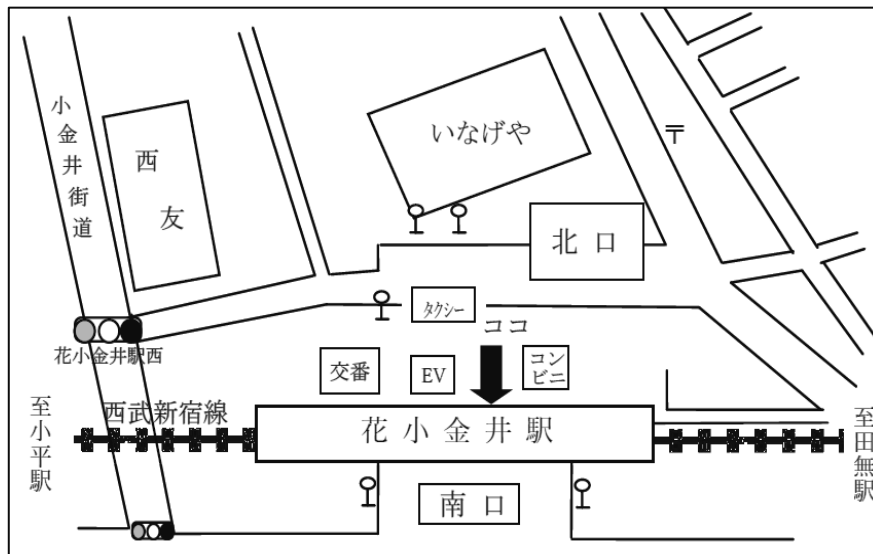 小金井街道
西友
いなげや
〒
北口
タクシー
ココ
花小金井駅西
交番
EV
コン
ビニ
西武新宿線
花小金井駅
至小平駅
至田無駅
南口